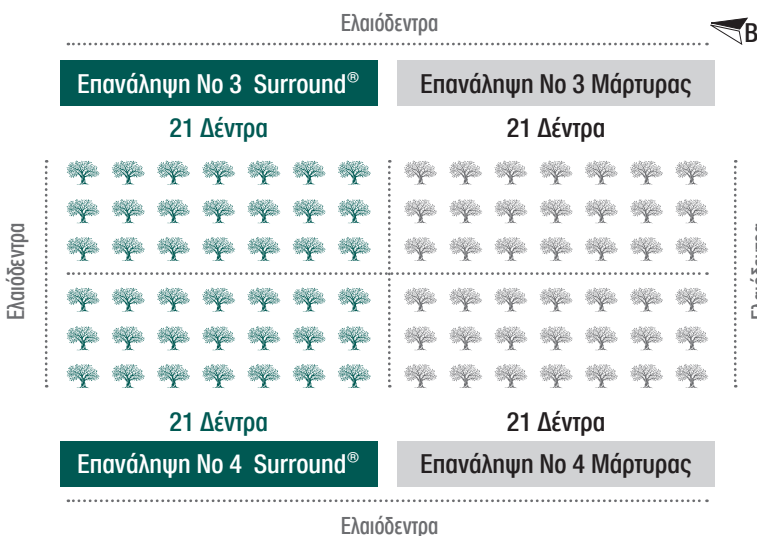 Ελαιόδεντρα
Β
Επανάληψη Νο 3 Surround®
Επανάληψη Νο 3 Μάρτυρας
21 Δέντρα
21 Δέντρα
Ελαιόδεντρα
Ελαιόδεντρα
21 Δέντρα
21 Δέντρα
Επανάληψη Νο 4 Surround®
Επανάληψη Νο 4 Μάρτυρας
Ελαιόδεντρα